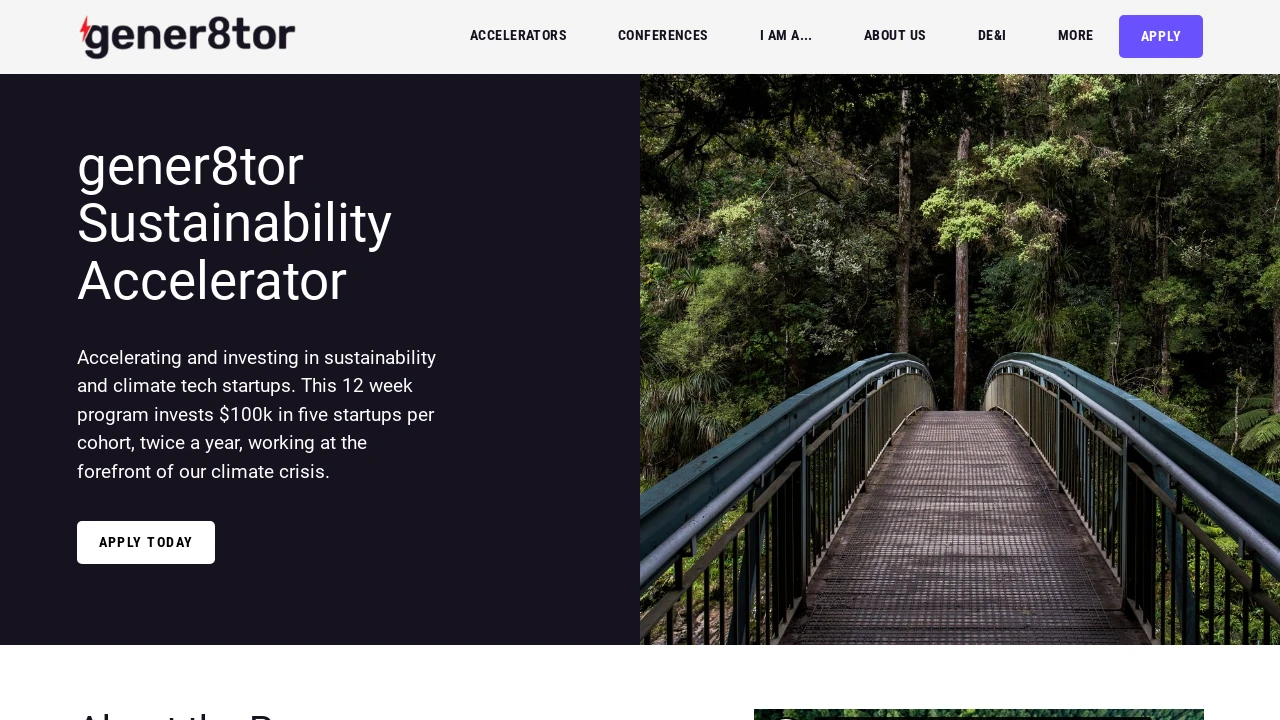 gener8tor
ACCELERATORS
CONFERENCES
I AM A...
ABOUT US
DE&I
MORE
APPLY
gener8tor
Sustainability
Accelerator
Accelerating and investing in sustainability
and climate tech startups. This 12 week
program invests $100k in five startups per
cohort, twice a year, working at the
forefront of our climate crisis.
APPLY TODAY